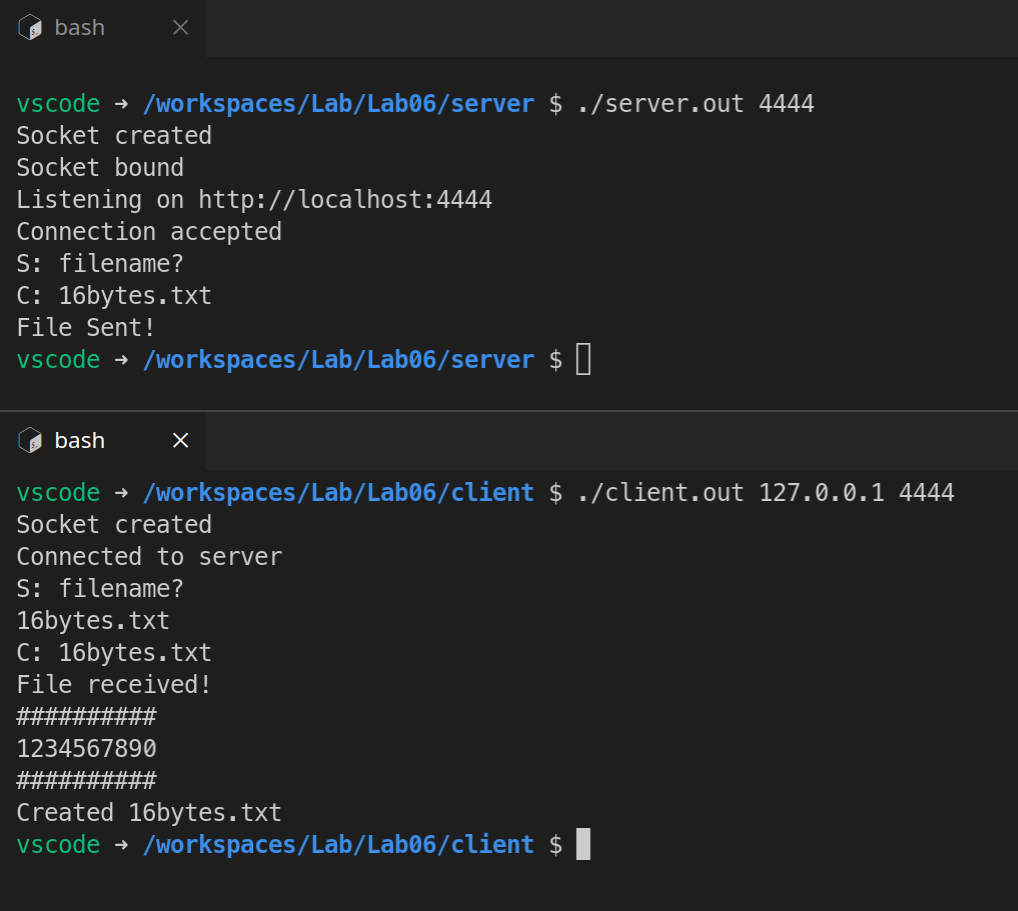 bash
vscode ➜ /workspaces/Lab/Lab06/server $ ./server.out 4444
Socket created
Socket bound
Listening on http://localhost:4444
Connection accepted
S: filename?
C: 16bytes.txt
File Sent!
vscode ➜ /workspaces/Lab/Lab06/server $
bash
vscode ➜ /workspaces/Lab/Lab06/client $ ./client.out 127.0.0.1 4444
Socket created
Connected to server
S: filename?
16bytes.txt
C: 16bytes.txt
File received!
##########
1234567890
##########
Created 16bytes.txt
vscode ➜ /workspaces/Lab/Lab06/client $